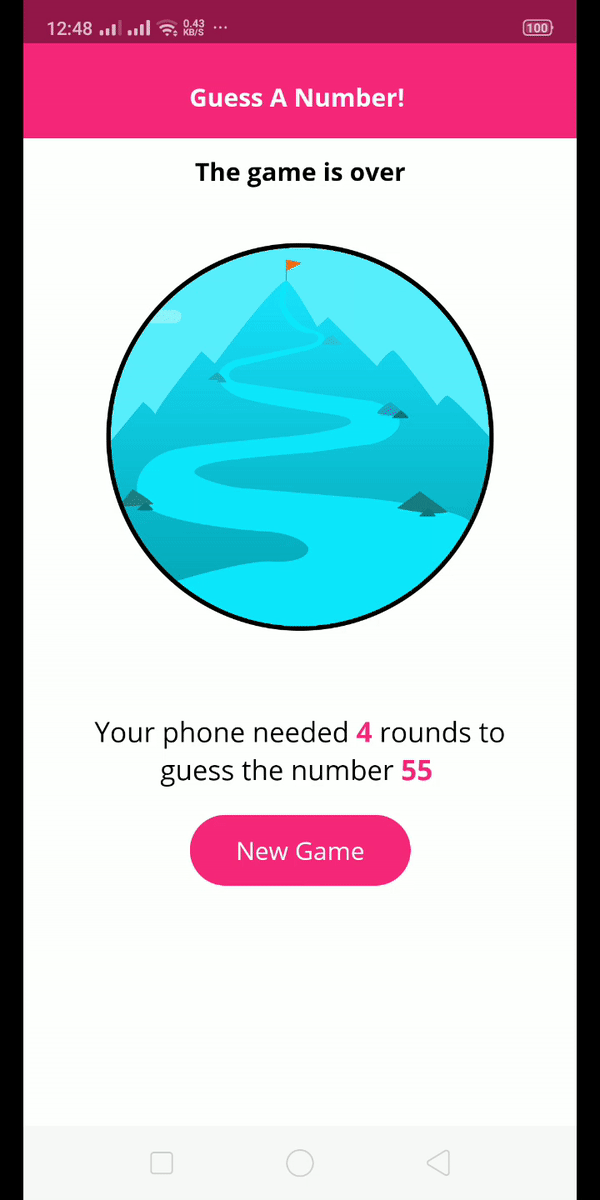 12:48 0.43 KB/S ... 100
Guess A Number!
The game is over
Your phone needed 4 rounds to
guess the number 55
New Game